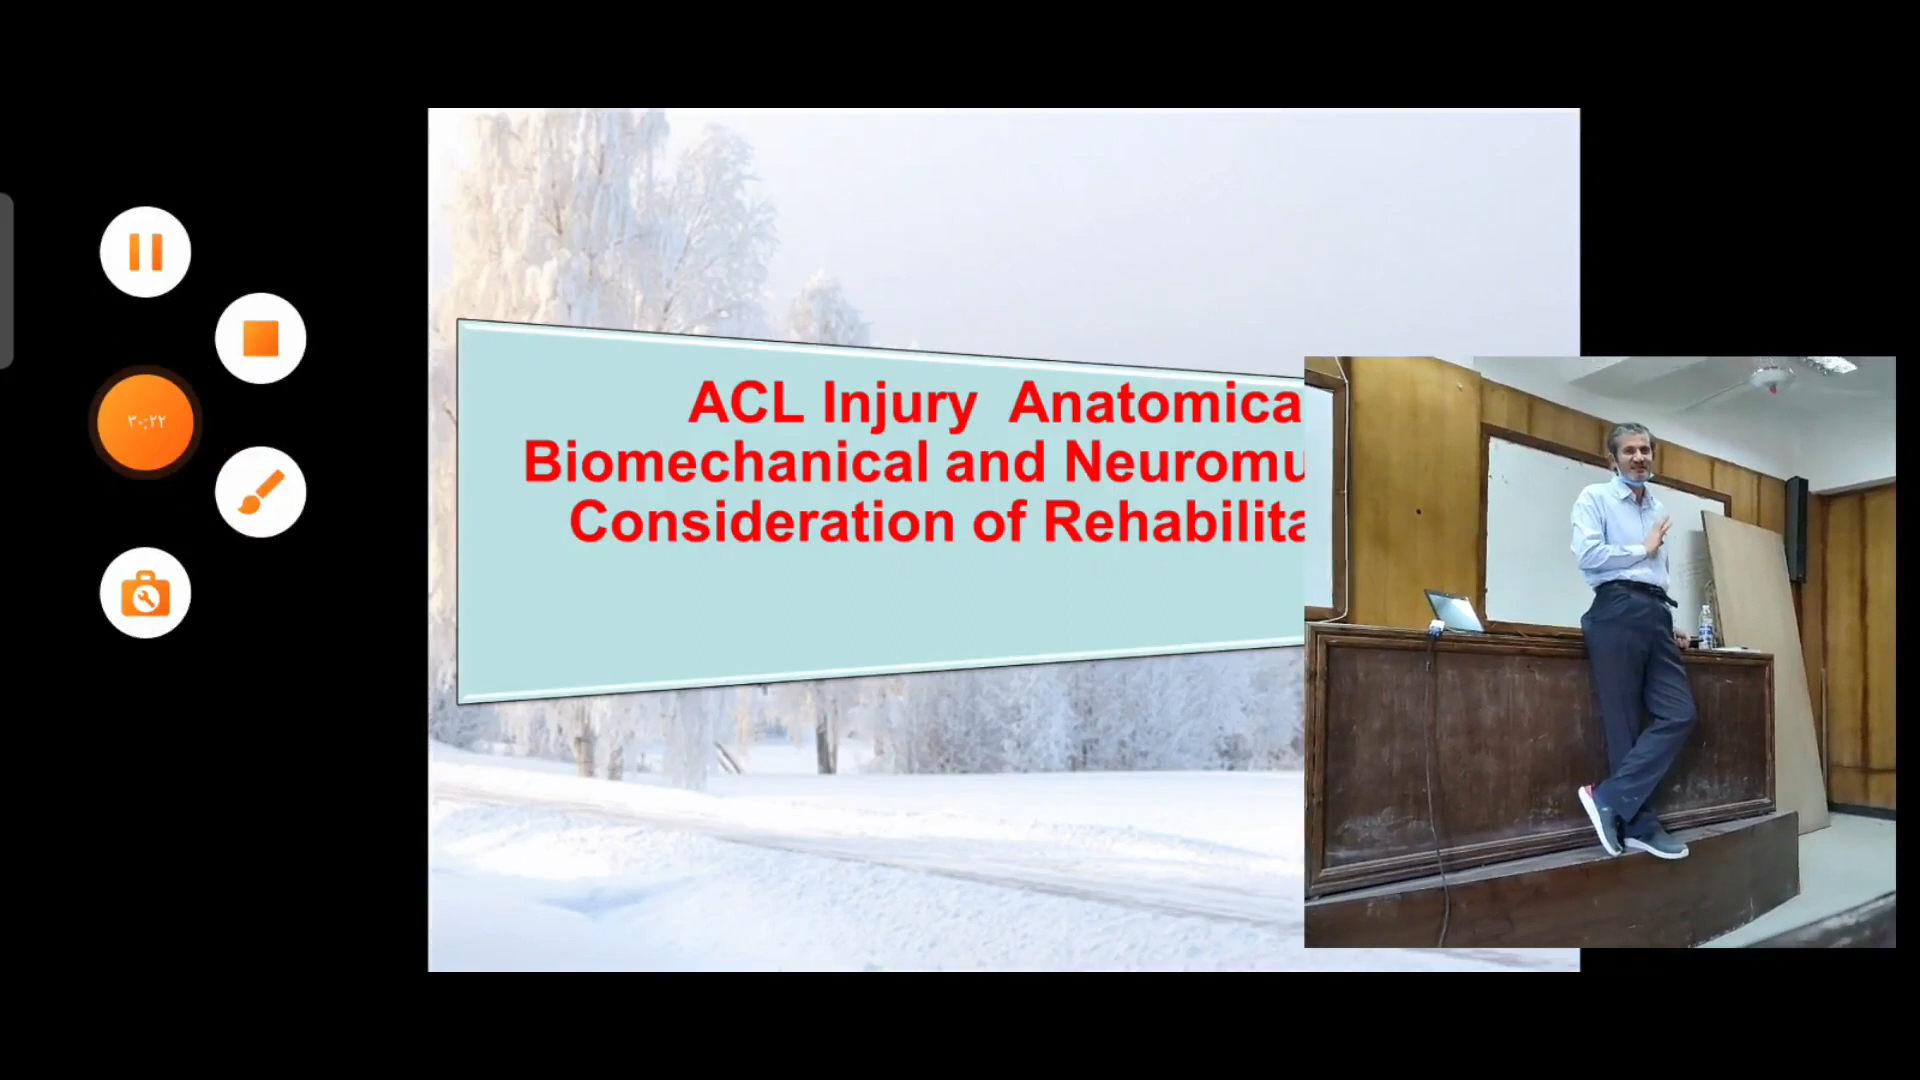 ACL Injury Anatomica
Biomechanical and Neuromu
Consideration of Rehabilita
٣٠:٢٢